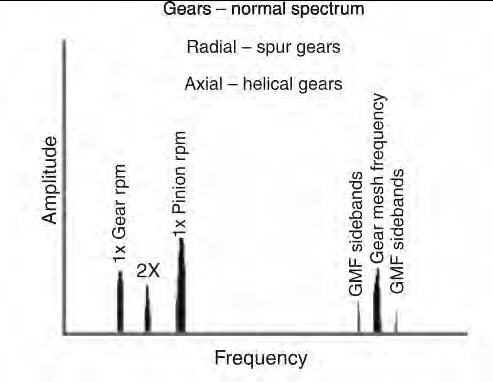 Gears – normal spectrum
Radial – spur gears
Axial – helical gears
Amplitude
1x Gear rpm
2X
1x Pinion rpm
GMF sidebands
Gear mesh frequency
GMF sidebands
Frequency